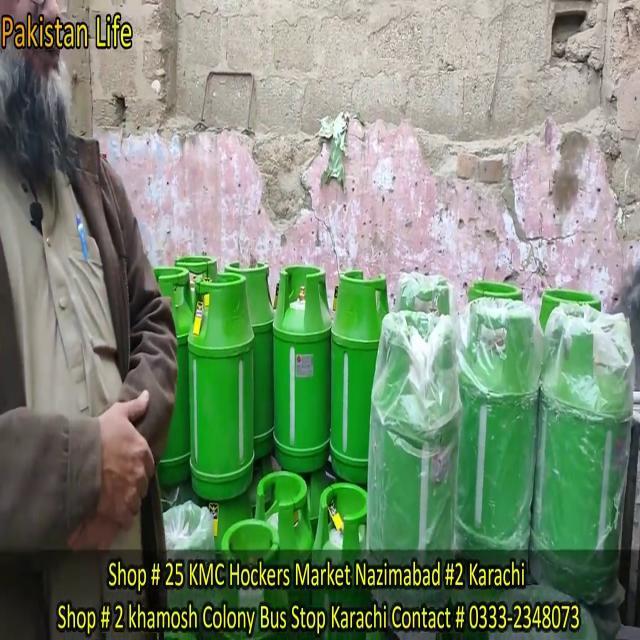 Pakistan Life
Shop # 25 KMC Hockers Market Nazimabad #2 Karachi
Shop # 2 khamosh Colony Bus Stop Karachi Contact # 0333-2348073